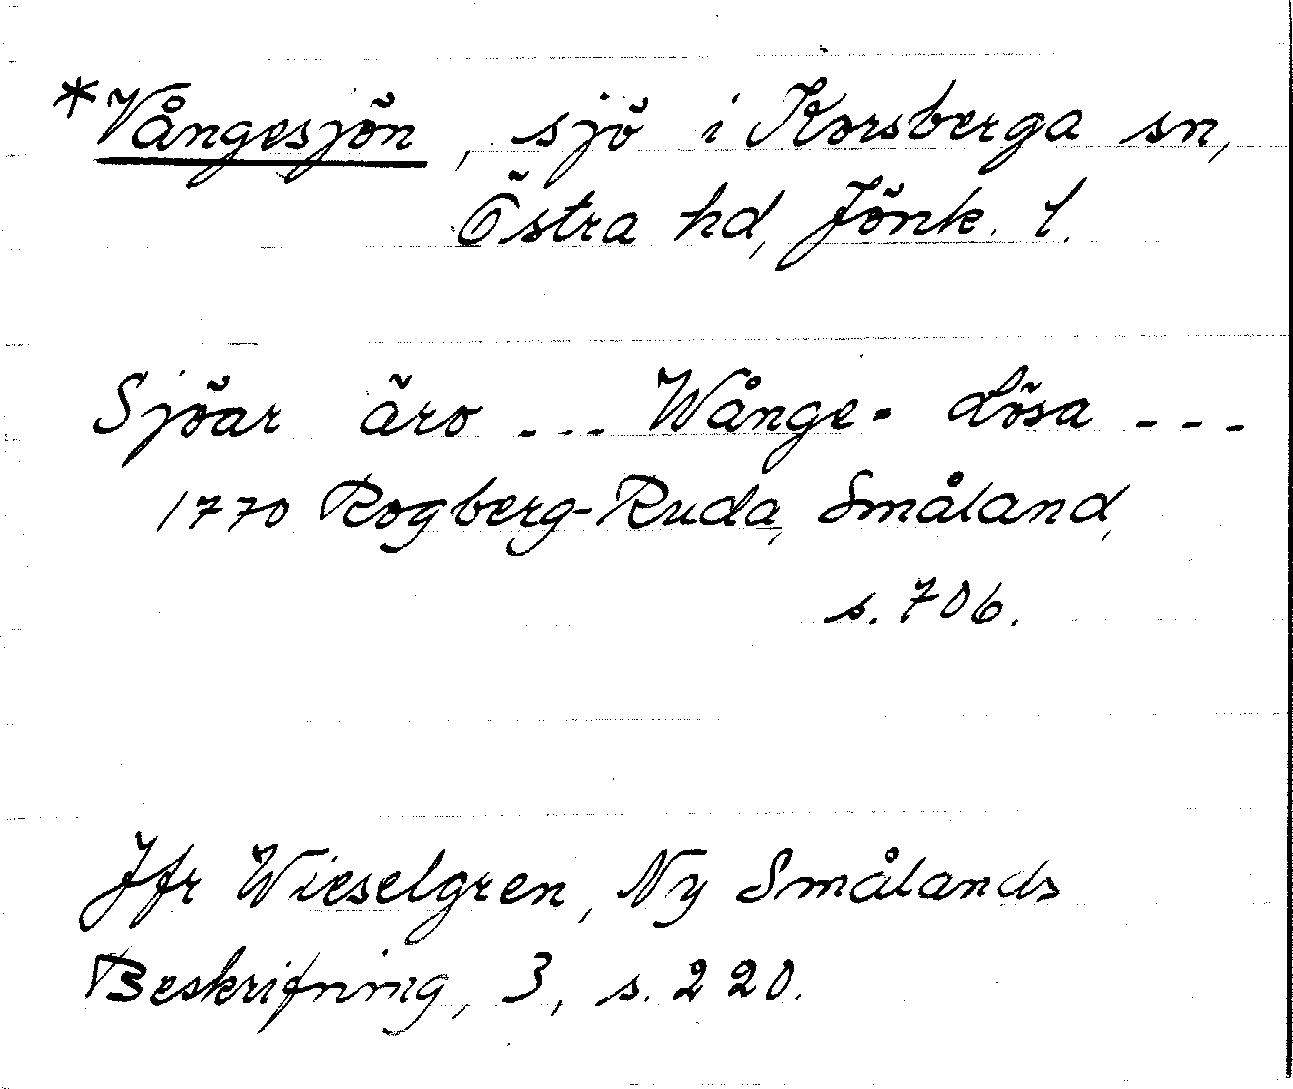 *Vångesjön, sjö i Korsberga sn,
Östra hd, Jönk. l.
Sjöar äro --- Wånge- Lösa ---
1770 Rogberg-Ruda, Småland,
s. 706.
Jfr Wieselgren, Ny Smålands
Beskrifning, 3, s. 220.